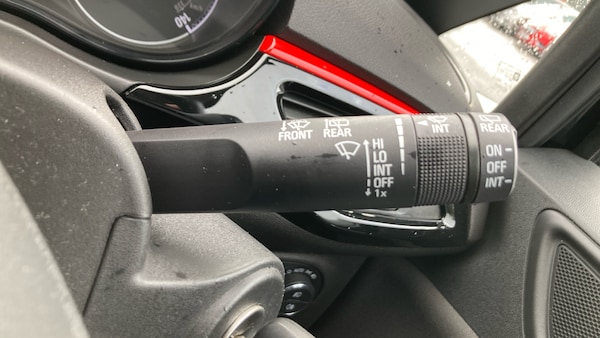 140
FRONT REAR
HI
LO
INT
OFF
1x
INT
REAR
ON
OFF
INT